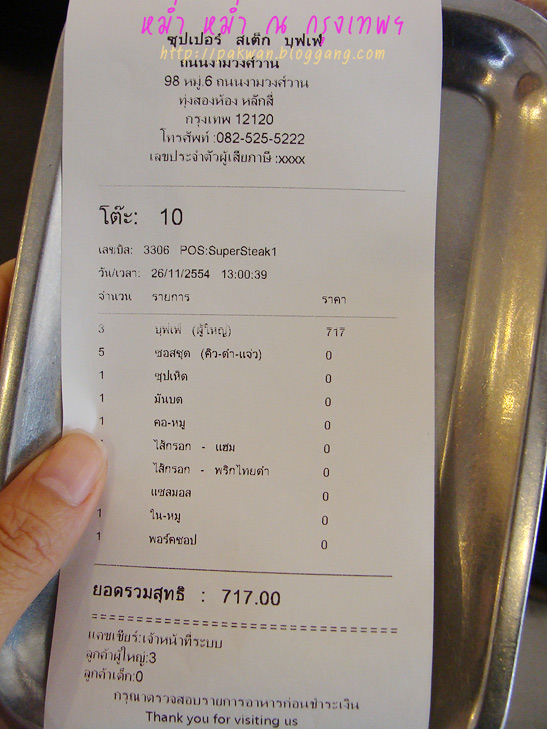 หม่ำ หม่ำ ณ กรุงเทพฯ
ซุปเปอร์ สเต็ก บุฟเฟ่
http://pakwan.bloggang.com
ถนนงามวงศ์วาน
98 หมู่.6 ถนนงามวงศ์วาน
ทุ่งสองห้อง หลักสี่
กรุงเทพ 12120
โทรศัพท์ :082-525-5222
เลขประจำตัวผู้เสียภาษี :xxxx
โต๊ะ: 10
เลขบิล: 3306 POS:SuperSteak1
วัน/เวลา: 26/11/2554 13:00:39
จำนวน รายการ ราคา
3 บุฟเฟ่ (ผู้ใหญ่) 717
5 ซอสชุด (คิว-ดำ-แจ่ว) 0
1 ซุปเห็ด 0
1 มันบด 0
1 คอ-หมู 0
ไส้กรอก - แฮม 0
ไส้กรอก - พริกไทยดำ 0
แซลมอล 0
1 ใน-หมู 0
1 พอร์คชอป 0
ยอดรวมสุทธิ : 717.00
==============================
แคชเชียร์:เจ้าหน้าที่ระบบ
ลูกค้าผู้ใหญ่:3
ลูกค้าเด็ก:0
กรุณาตรวจสอบรายการอาหารก่อนชำระเงิน
Thank you for visiting us